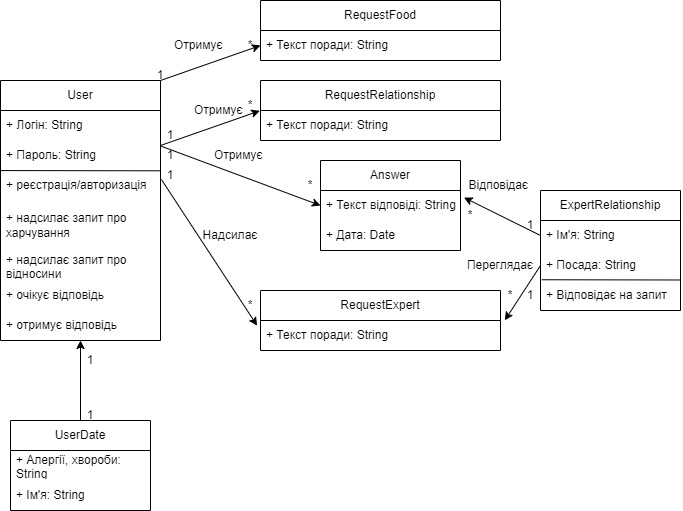 RequestFood
+ Текст поради: String
Отримує
1
*
User
+ Логін: String
+ Пароль: String
+ реєстрація/авторизація
+ надсилає запит про
харчування
+ надсилає запит про
відносини
+ очікує відповідь
+ отримує відповідь
RequestRelationship
+ Текст поради: String
Отримує
1
*
Отримує
1
*
Answer
+ Текст відповіді: String
+ Дата: Date
Відповідає
*
1
ExpertRelationship
+ Ім'я: String
+ Посада: String
+ Відповідає на запит
1
Надсилає
*
Переглядає
*
1
RequestExpert
+ Текст поради: String
1
1
UserDate
+ Алергії, хвороби:
String
+ Ім'я: String